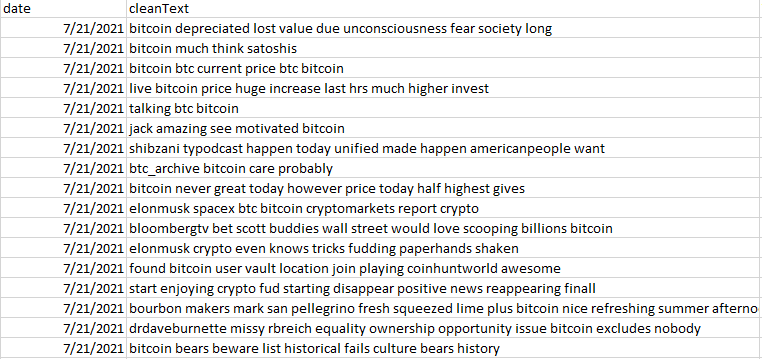 date cleanText
7/21/2021 bitcoin depreciated lost value due unconsciousness fear society long
7/21/2021 bitcoin much think satoshis
7/21/2021 bitcoin btc current price btc bitcoin
7/21/2021 live bitcoin price huge increase last hrs much higher invest
7/21/2021 talking btc bitcoin
7/21/2021 jack amazing see motivated bitcoin
7/21/2021 shibzani typodcast happen today unified made happen americanpeople want
7/21/2021 btc_archive bitcoin care probably
7/21/2021 bitcoin never great today however price today half highest gives
7/21/2021 elonmusk spacex btc bitcoin cryptomarkets report crypto
7/21/2021 bloombergtv bet scott buddies wall street would love scooping billions bitcoin
7/21/2021 elonmusk crypto even knows tricks fudding paperhands shaken
7/21/2021 found bitcoin user vault location join playing coinhuntworld awesome
7/21/2021 start enjoying crypto fud starting disappear positive news reappearing finall
7/21/2021 bourbon makers mark san pellegrino fresh squeezed lime plus bitcoin nice refreshing summer afterno
7/21/2021 drdaveburnette missy rbreich equality ownership opportunity issue bitcoin excludes nobody
7/21/2021 bitcoin bears beware list historical fails culture bears history